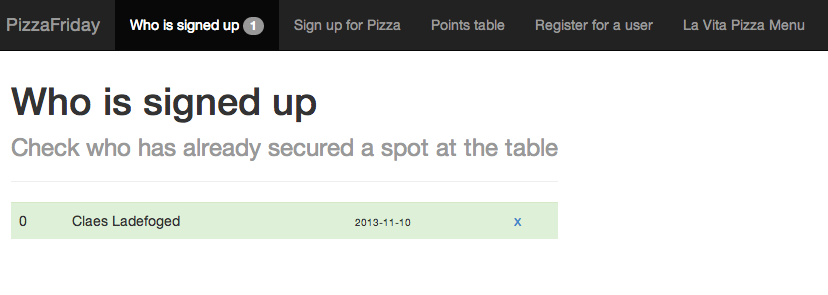 PizzaFriday Who is signed up 1 Sign up for Pizza Points table Register for a user La Vita Pizza Menu
Who is signed up
Check who has already secured a spot at the table
0 Claes Ladefoged 2013-11-10 x